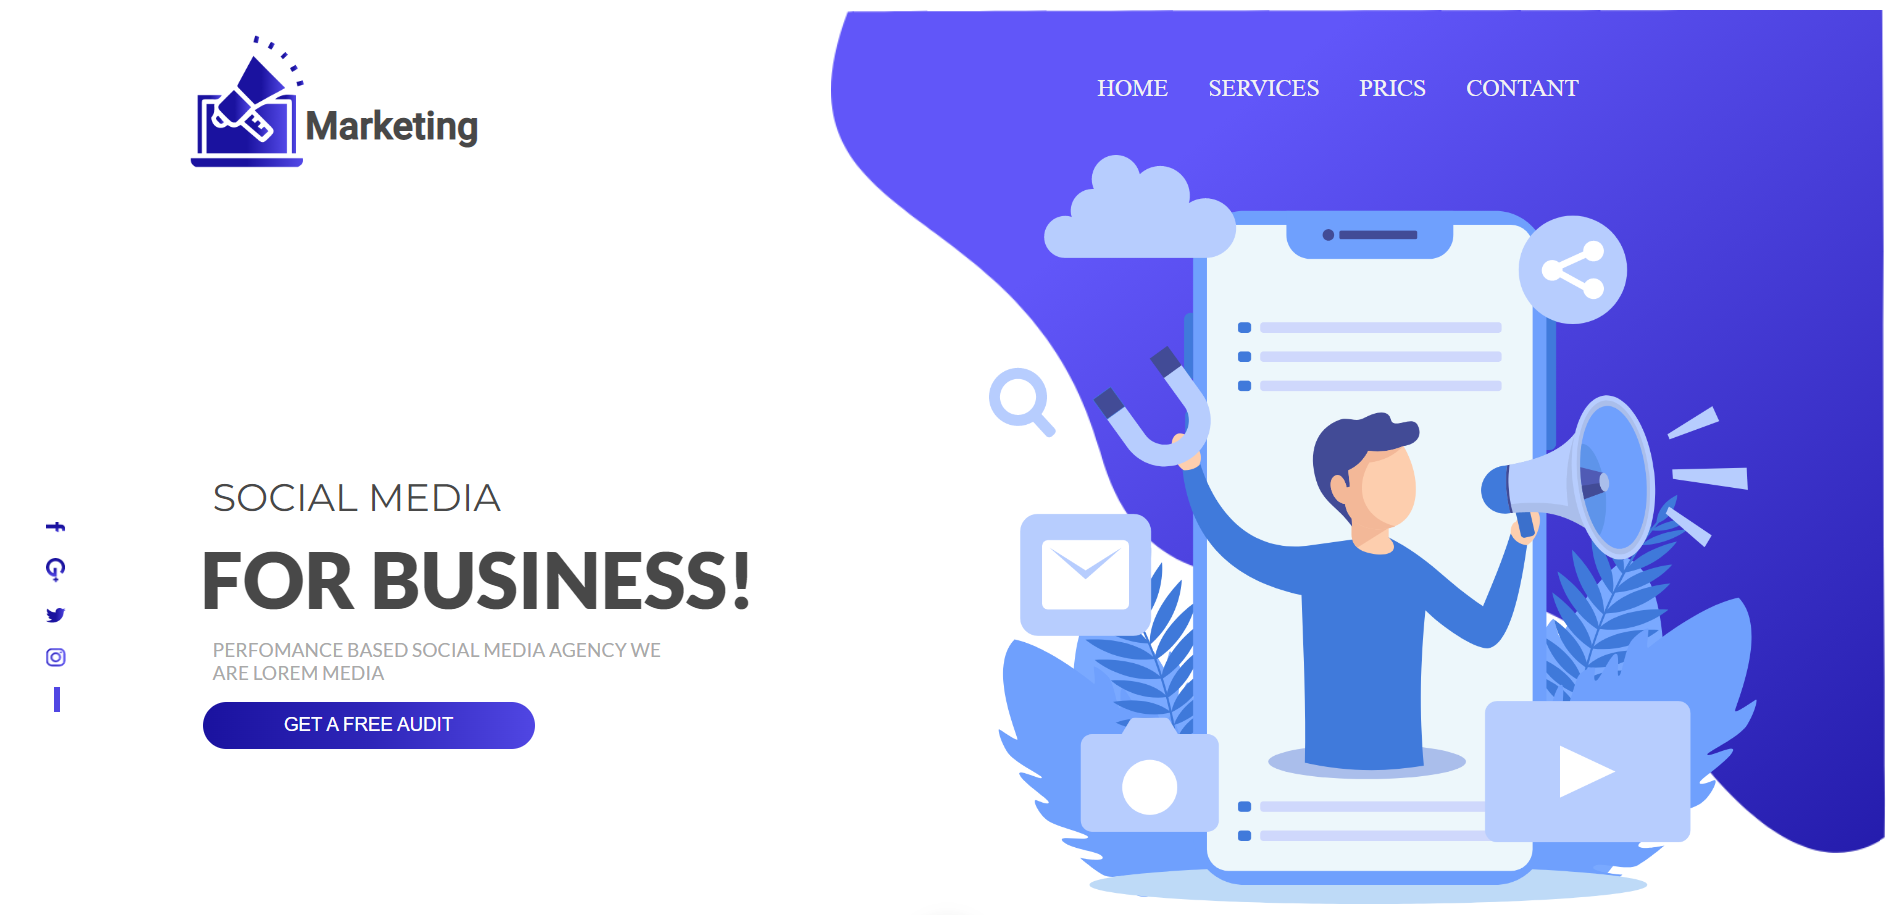 Marketing
HOME SERVICES PRICS CONTANT
SOCIAL MEDIA
FOR BUSINESS!
PERFOMANCE BASED SOCIAL MEDIA AGENCY WE
ARE LOREM MEDIA
GET A FREE AUDIT